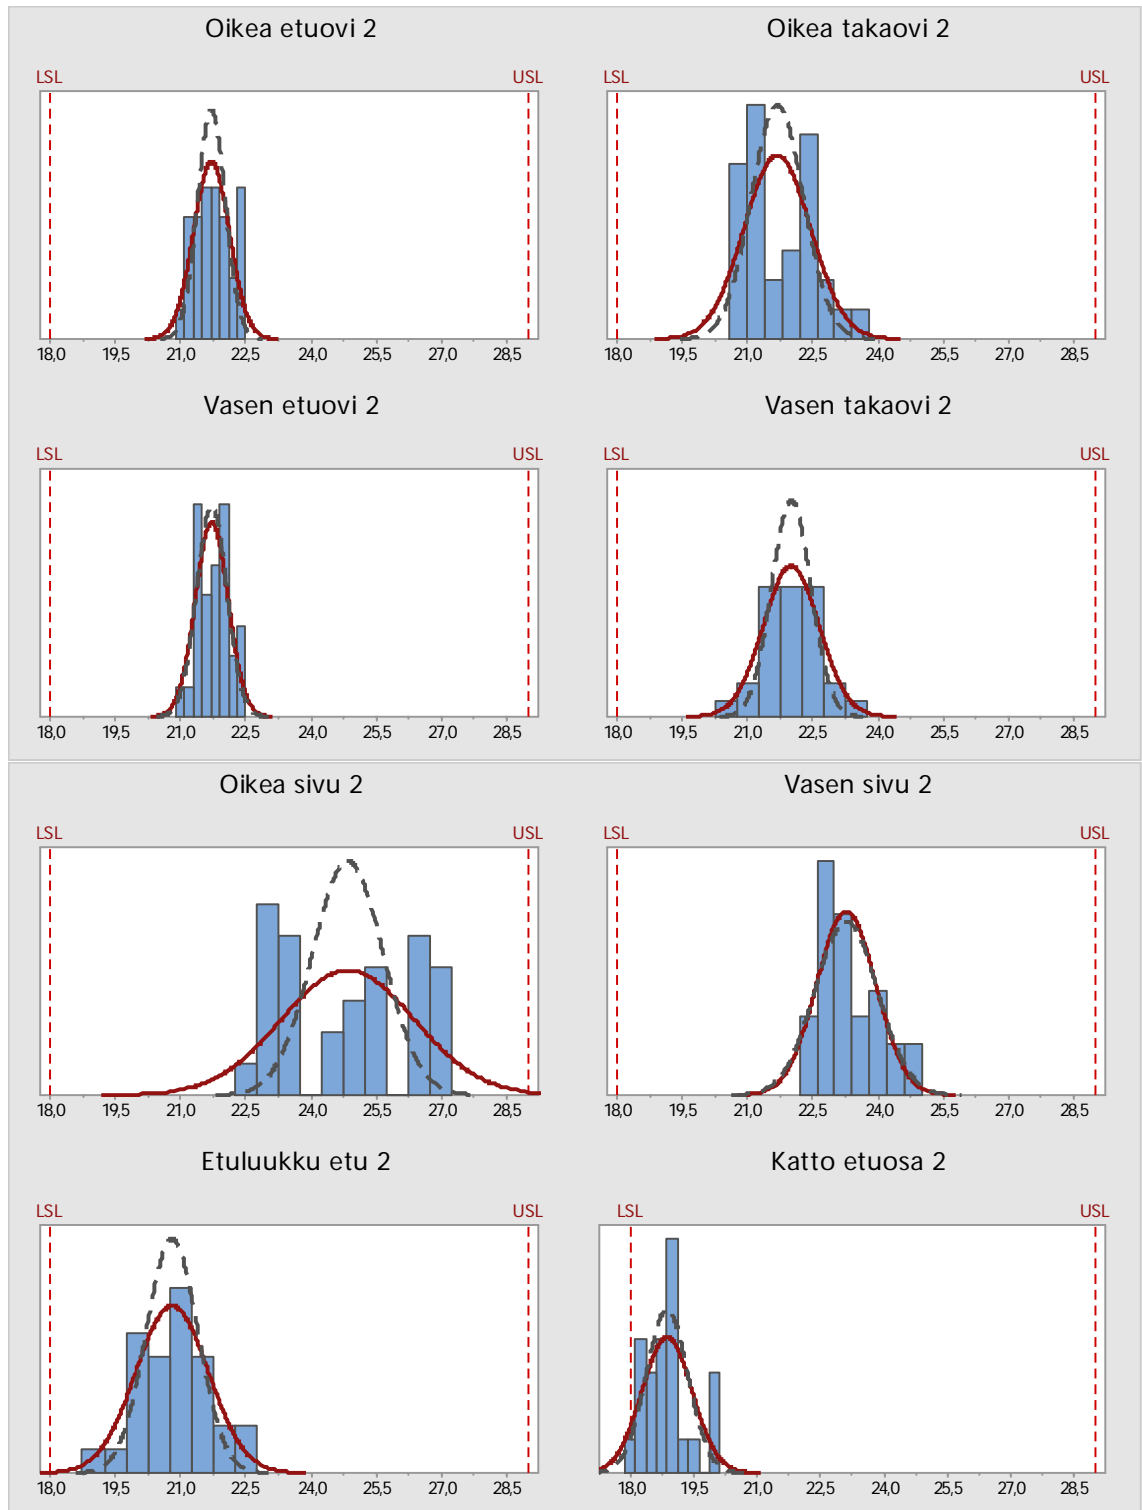 Oikea etuovi 2
Oikea takaovi 2
LSL USL
LSL USL
18,0 19,5 21,0 22,5 24,0 25,5 27,0 28,5
18,0 19,5 21,0 22,5 24,0 25,5 27,0 28,5
Vasen etuovi 2
Vasen takaovi 2
LSL USL
LSL USL
18,0 19,5 21,0 22,5 24,0 25,5 27,0 28,5
18,0 19,5 21,0 22,5 24,0 25,5 27,0 28,5
Oikea sivu 2
Vasen sivu 2
LSL USL
LSL USL
18,0 19,5 21,0 22,5 24,0 25,5 27,0 28,5
18,0 19,5 21,0 22,5 24,0 25,5 27,0 28,5
Etuluukku etu 2
Katto etuosa 2
LSL USL
LSL USL
18,0 19,5 21,0 22,5 24,0 25,5 27,0 28,5
18,0 19,5 21,0 22,5 24,0 25,5 27,0 28,5